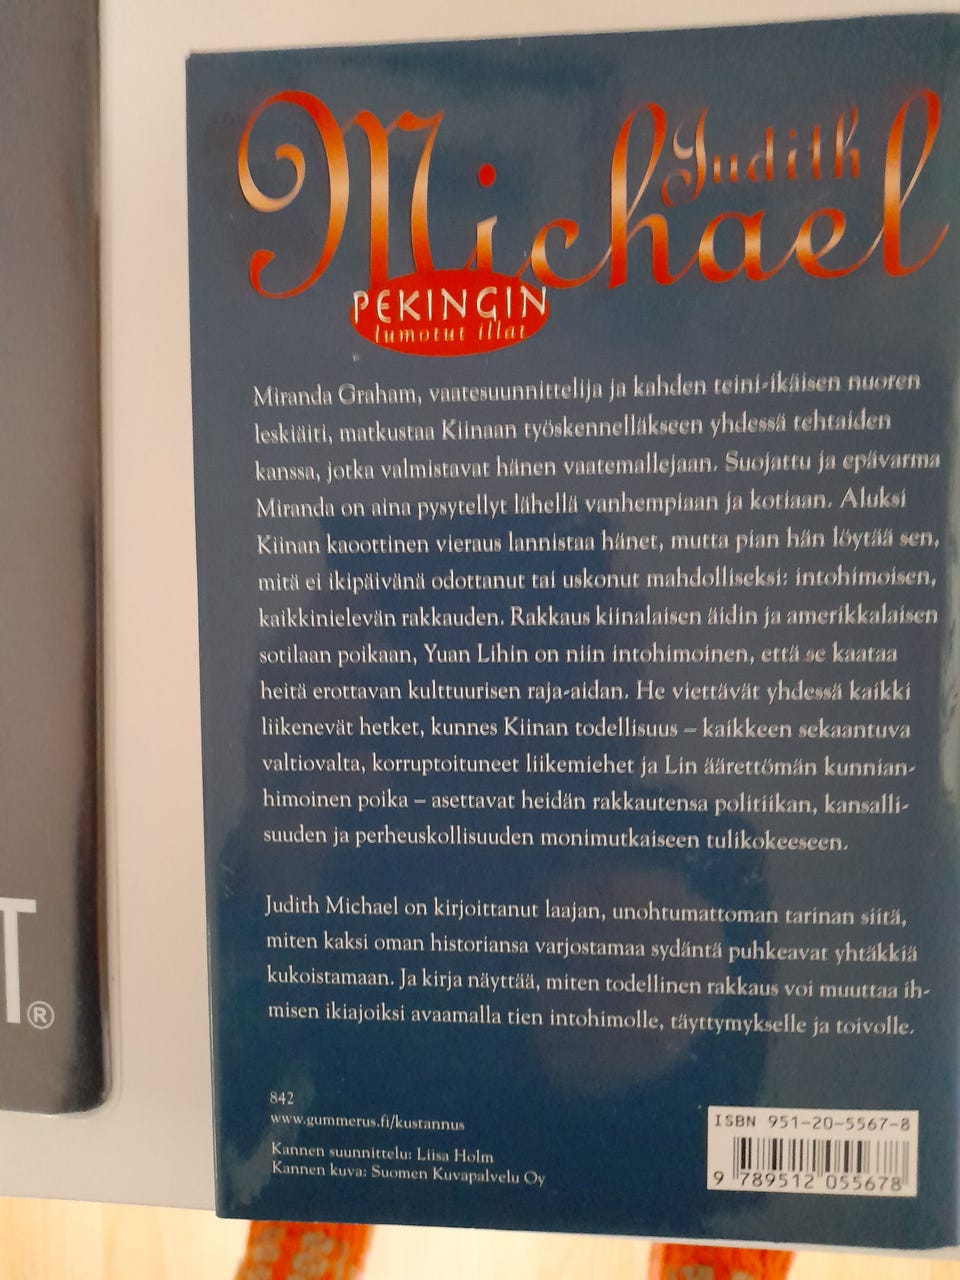 Judith
Michael
PEKINGIN
lumotut illat
Miranda Graham, vaatesuunnittelija ja kahden teini-ikäisen nuoren
leskiäiti, matkustaa Kiinaan työskennelläkseen yhdessä tehtaiden
kanssa, jotka valmistavat hänen vaatemallejaan. Suojattu ja epävarma
Miranda on aina pysytellyt lähellä vanhempiaan ja kotiaan. Aluksi
Kiinan kaoottinen vieraus lannistaa hänet, mutta pian hän löytää sen,
mitä ei ikipäivänä odottanut tai uskonut mahdolliseksi: intohimoisen,
kaikkinielevän rakkauden. Rakkaus kiinalaisen äidin ja amerikkalaisen
sotilaan poikaan, Yuan Lihin on niin intohimoinen, että se kaataa
heitä erottavan kulttuurisen raja-aidan. He viettävät yhdessä kaikki
liikenevät hetket, kunnes Kiinan todellisuus – kaikkeen sekaantuva
valtiovalta, korruptoituneet liikemiehet ja Lin äärettömän kunnian-
himoinen poika – asettavat heidän rakkautensa politiikan, kansalli-
suuden ja perheuskollisuuden monimutkaiseen tulikokeeseen.
Judith Michael on kirjoittanut laajan, unohtumattoman tarinan siitä,
miten kaksi oman historiansa varjostamaa sydäntä puhkeavat yhtäkkiä
kukoistamaan. Ja kirja näyttää, miten todellinen rakkaus voi muuttaa ih-
misen ikiajoiksi avaamalla tien intohimolle, täyttymykselle ja toivolle.
842
www.gummerus.fi/kustannus
Kannen suunnittelu: Liisa Holm
Kannen kuva: Suomen Kuvapalvelu Oy
ISBN 951-20-5567-8
9 789512 055678
T®